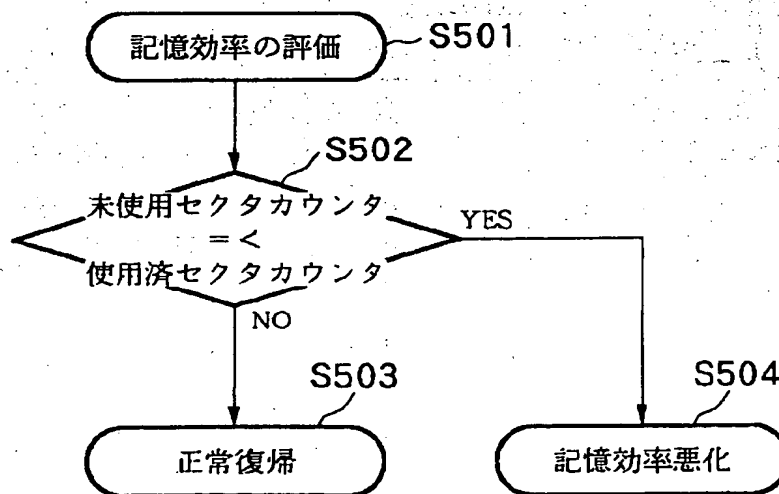 記憶効率の評価
S501
S502
未使用セクタカウンタ
=<
使用済セクタカウンタ
YES
NO
S503
正常復帰
S504
記憶効率悪化